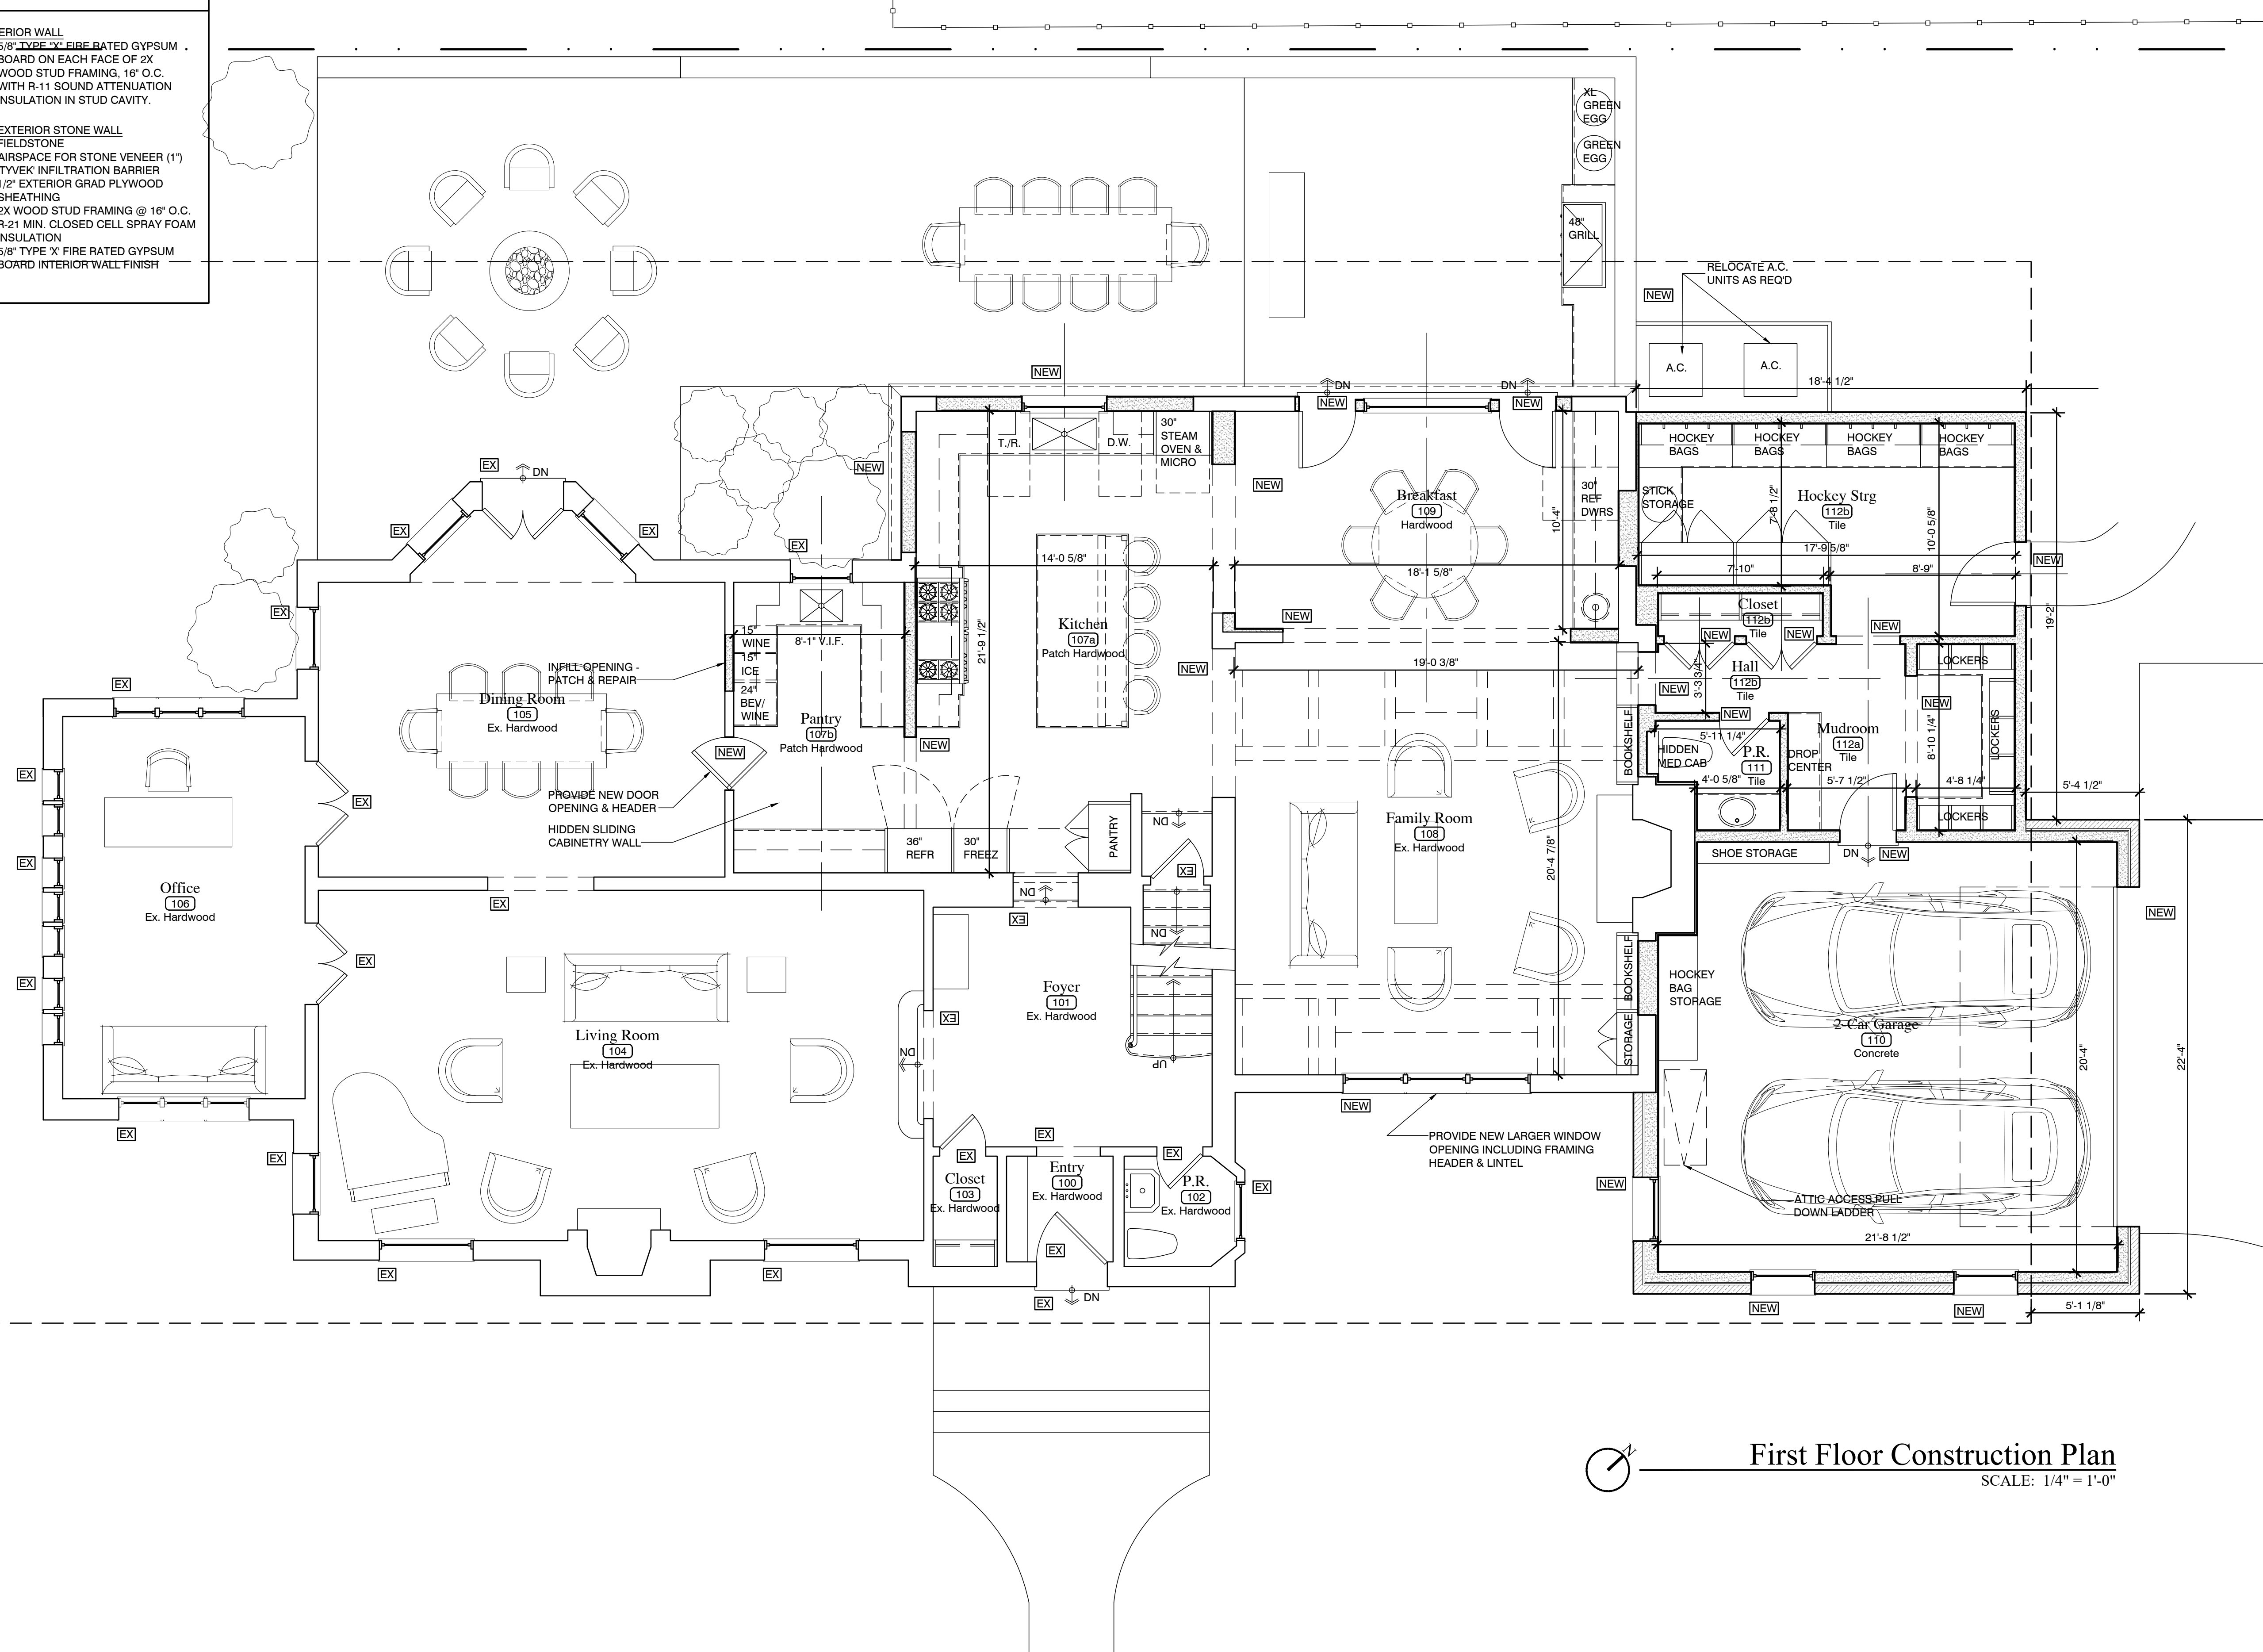 ERIOR WALL
5/8" TYPE "X" FIRE RATED GYPSUM
BOARD ON EACH FACE OF 2X
WOOD STUD FRAMING, 16" O.C.
WITH R-11 SOUND ATTENUATION
INSULATION IN STUD CAVITY.
EXTERIOR STONE WALL
FIELDSTONE
AIRSPACE FOR STONE VENEER (1")
'TYVEK' INFILTRATION BARRIER
1/2" EXTERIOR GRAD PLYWOOD
SHEATHING
2X WOOD STUD FRAMING @ 16" O.C.
R-21 MIN. CLOSED CELL SPRAY FOAM
INSULATION
5/8" TYPE 'X' FIRE RATED GYPSUM
BOARD INTERIOR WALL FINISH
XL
GREEN
EGG
GREEN
EGG
48"
GRILL
RELOCATE A.C.
UNITS AS REQ'D
NEW
A.C.
A.C.
18'-4 1/2"
NEW
DN
NEW
DN
NEW
T./R.
D.W.
30"
STEAM
OVEN &
MICRO
NEW
NEW
EX
DN
EX
EX
EX
EX
Breakfast
109
Hardwood
10'-4"
30"
REF
DWRS
HOCKEY
BAGS
HOCKEY
BAGS
HOCKEY
BAGS
HOCKEY
BAGS
STICK
STORAGE
7'-8 1/2"
Hockey Strg
112b
Tile
10'-0 5/8"
17'-9 5/8"
NEW
7'-10"
8'-9"
19'-2"
14'-0 5/8"
18'-1 5/8"
NEW
Closet
112b
Tile
NEW
NEW
NEW
Kitchen
107a
Patch Hardwood
21'-9 1/2"
NEW
19'-0 3/8"
15"
WINE
15"
ICE
24"
BEV/
WINE
8'-1" V.I.F.
INFILL OPENING -
PATCH & REPAIR
Pantry
107b
Patch Hardwood
NEW
NEW
PROVIDE NEW DOOR
OPENING & HEADER
HIDDEN SLIDING
CABINETRY WALL
36"
REFR
30"
FREEZ
PANTRY
Dining Room
105
Ex. Hardwood
EX
EX
EX
EX
EX
EX
EX
EX
EX
Office
106
Ex. Hardwood
EX
EX
Hall
112b
Tile
3'-3 3/4"
NEW
NEW
LOCKERS
NEW
LOCKERS
LOCKERS
8'-10 1/4"
Mudroom
112a
Tile
5'-11 1/4"
HIDDEN
MED CAB
P.R.
111
Tile
DROP
CENTER
4'-0 5/8"
5'-7 1/2"
4'-8 1/4"
5'-4 1/2"
BOOKSHELF
Family Room
108
Ex. Hardwood
20'-4 7/8"
SHOE STORAGE
DN
NEW
NEW
HOCKEY
BAG
STORAGE
BOOKSHELF
STORAGE
2-Car Garage
110
Concrete
20'-4"
22'-4"
DN
EX
DN
DN
EX
Foyer
101
Ex. Hardwood
EX
DN
UP
Living Room
104
Ex. Hardwood
EX
EX
EX
EX
EX
Closet
103
Ex. Hardwood
Entry
100
Ex. Hardwood
P.R.
102
Ex. Hardwood
EX
EX
EX
DN
NEW
PROVIDE NEW LARGER WINDOW
OPENING INCLUDING FRAMING
HEADER & LINTEL
NEW
ATTIC ACCESS PULL
DOWN LADDER
21'-8 1/2"
NEW
NEW
5'-1 1/8"
N
First Floor Construction Plan
SCALE: 1/4" = 1'-0"